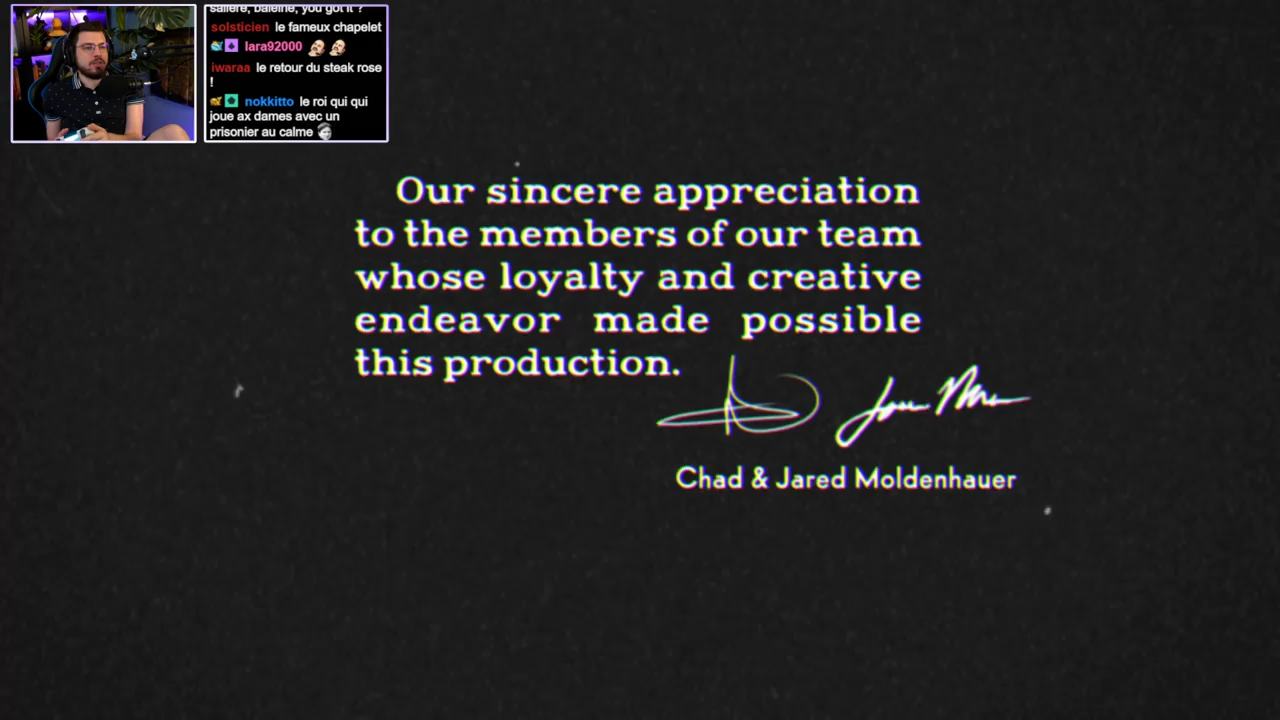 salière, baleine, you got it ?
solsticien le fameux chapelet
lara92000
iwaraa le retour du steak rose
!
nokkitto le roi qui qui
joue ax dames avec un
prisonier au calme
Our sincere appreciation
to the members of our team
whose loyalty and creative
endeavor made possible
this production.
Chad & Jared Moldenhauer